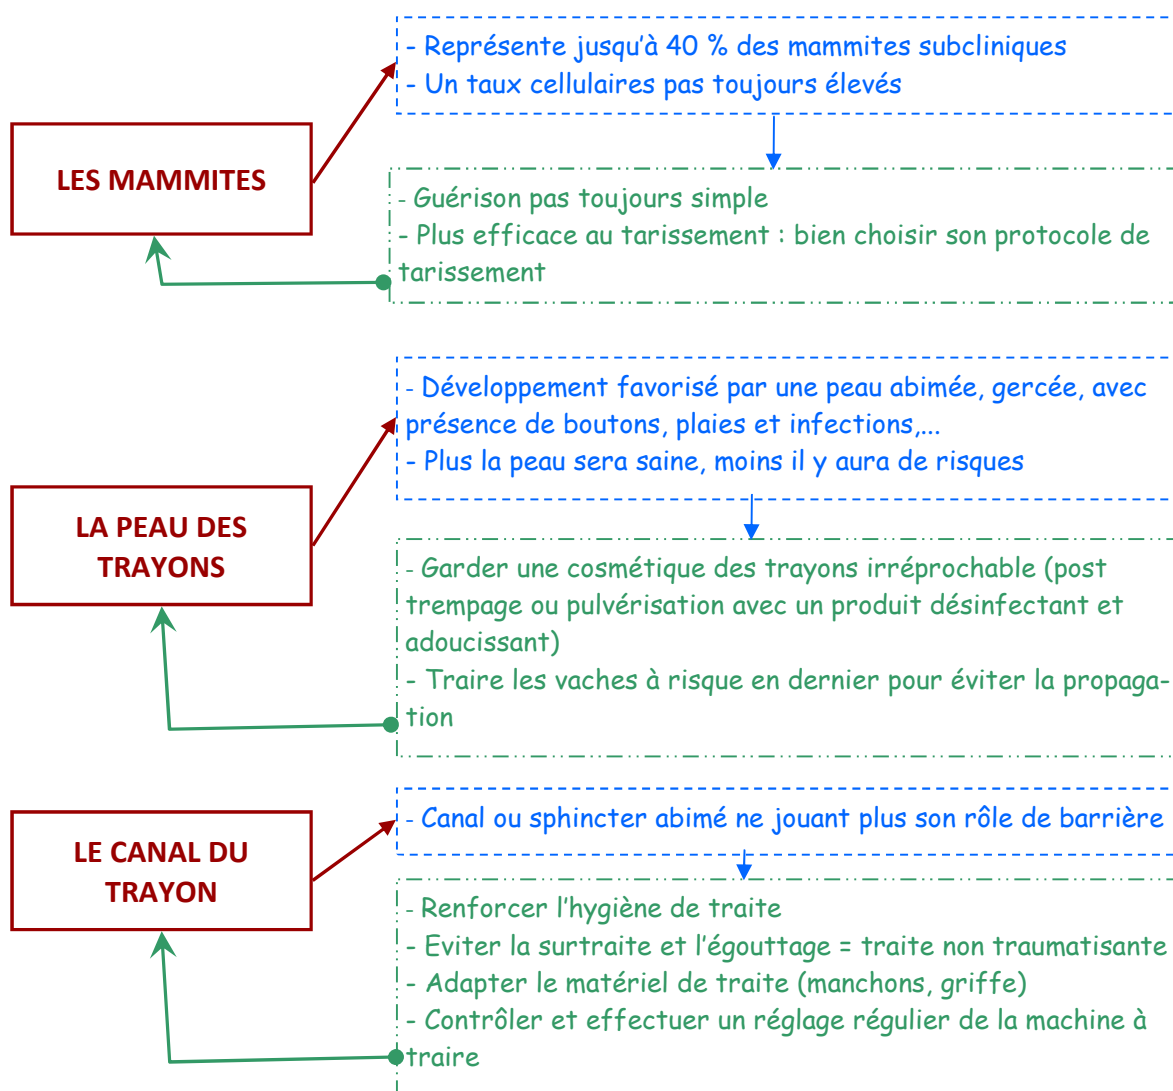 - Représente jusqu'à 40 % des mammites subcliniques
- Un taux cellulaires pas toujours élevés
LES MAMMITES
- Guérison pas toujours simple
- Plus efficace au tarissement : bien choisir son protocole de
tarissement
- Développement favorisé par une peau abimée, gercée, avec
présence de boutons, plaies et infections,...
- Plus la peau sera saine, moins il y aura de risques
LA PEAU DES
TRAYONS
- Garder une cosmétique des trayons irréprochable (post
trempage ou pulvérisation avec un produit désinfectant et
adoucissant)
- Traire les vaches à risque en dernier pour éviter la propaga-
tion
- Canal ou sphincter abimé ne jouant plus son rôle de barrière
LE CANAL DU
TRAYON
- Renforcer l'hygiène de traite
- Eviter la surtraite et l'égouttage = traite non traumatisante
- Adapter le matériel de traite (manchons, griffe)
- Contrôler et effectuer un réglage régulier de la machine à
traire